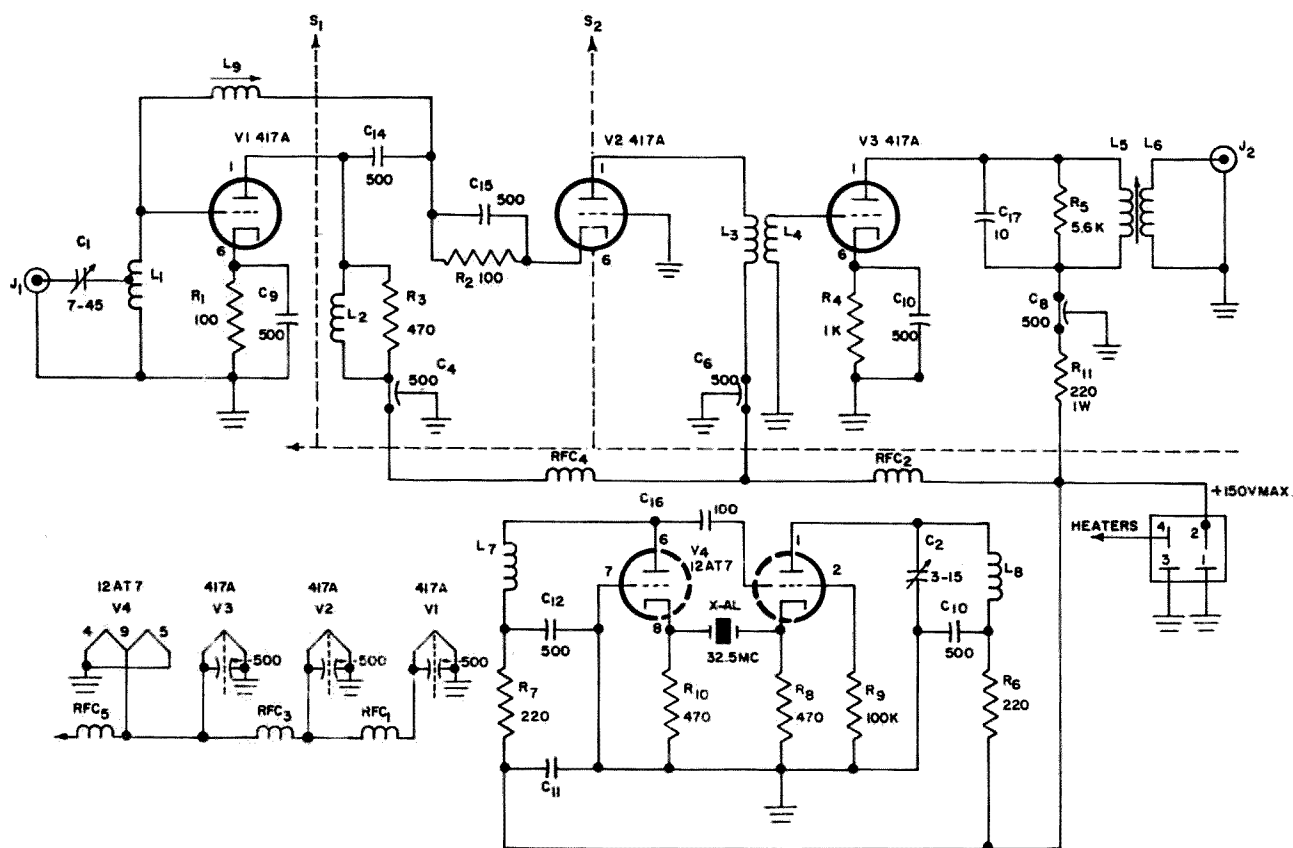 S1
S2
L9
V1 417A
C14
500
V2 417A
V3 417A
L5
L6
J2
1
1
1
C15
500
R5
5.6K
C17
10
L3
L4
6
6
6
R2 100
C1
7-45
J1
L1
R1
100
C9
500
L2
R3
470
R4
1K
C10
500
C8
500
C4
500
C6
500
R11
220
1W
RFC4
RFC2
+150VMAX.
C16
100
HEATERS
4
2
3
1
L7
6
V4
12AT7
1
C2
3-15
L8
7
2
12AT7
V4
417A
V3
417A
V2
417A
V1
C12
500
8
X-AL
32.5MC
C10
500
4
9
5
500
500
500
R7
220
R10
470
R8
470
R9
100K
R6
220
RFC5
RFC3
RFC1
C11